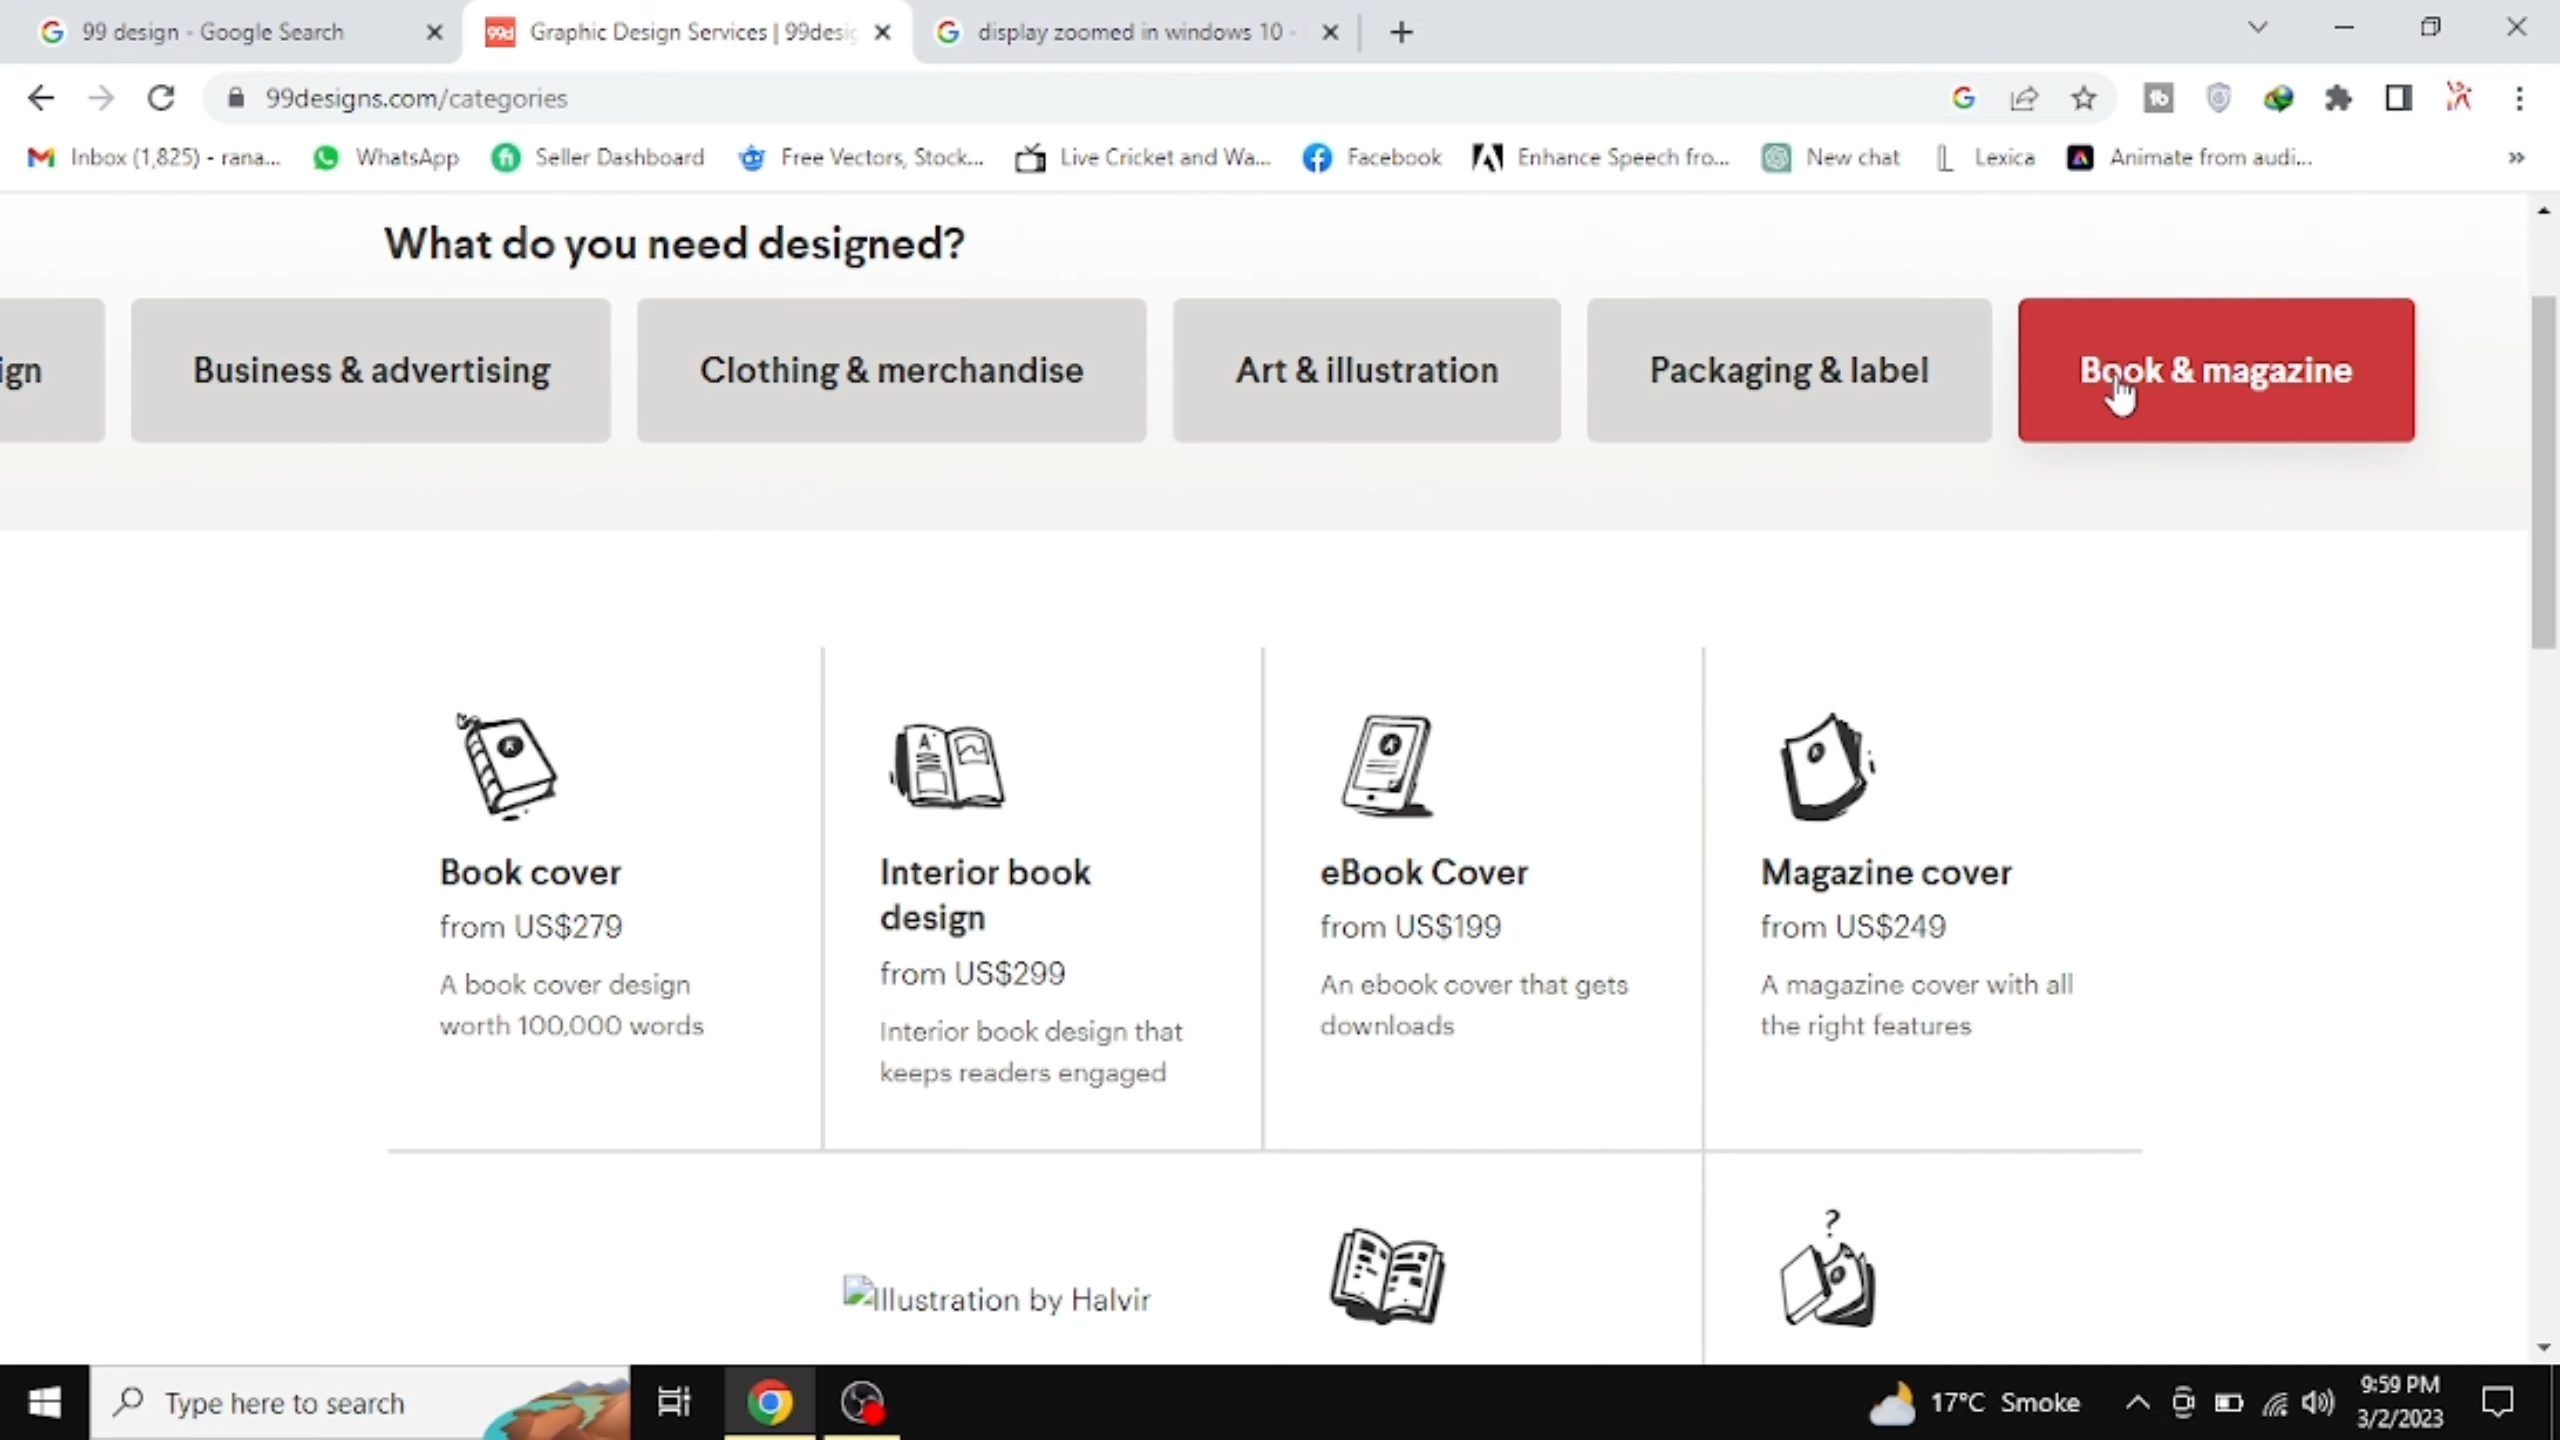 99 design - Google Search
99d
Graphic Design Services | 99desig
display zoomed in windows 10 -
99designs.com/categories
Inbox (1,825) - rana...
WhatsApp
Seller Dashboard
Free Vectors, Stock...
Live Cricket and Wa...
Facebook
Enhance Speech fro...
New chat
Lexica
Animate from audi...
What do you need designed?
ign
Business & advertising
Clothing & merchandise
Art & illustration
Packaging & label
Book & magazine
Book cover
from US$279
A book cover design
worth 100,000 words
Interior book
design
from US$299
Interior book design that
keeps readers engaged
eBook Cover
from US$199
An ebook cover that gets
downloads
Magazine cover
from US$249
A magazine cover with all
the right features
Illustration by Halvir
?
Type here to search
17°C Smoke
9:59 PM
3/2/2023